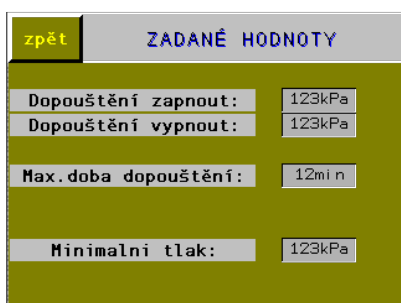 zpět ZADANÉ HODNOTY
Dopouštění zapnout: 123kPa
Dopouštění vypnout: 123kPa
Max.doba dopouštění: 12min
Minimalni tlak: 123kPa